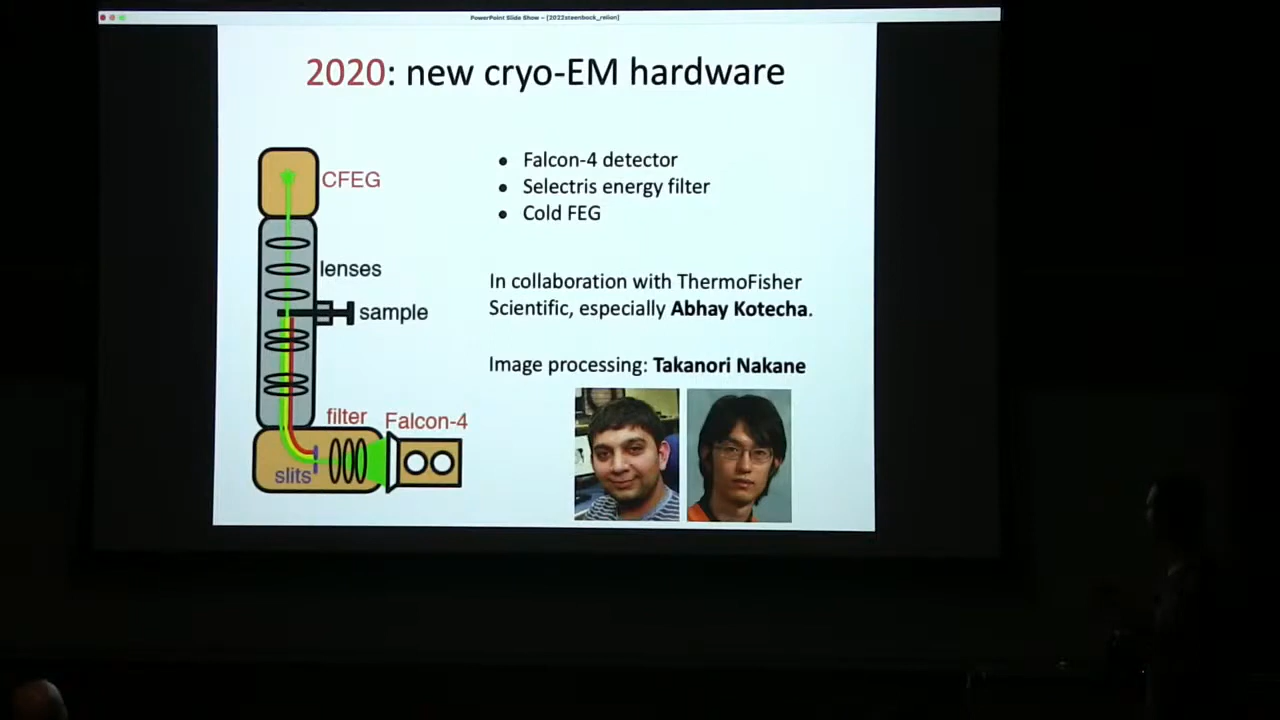 PowerPoint Slide Show - [2022steenbock_relion]
2020: new cryo-EM hardware
CFEG
lenses
sample
filter
Falcon-4
slits
• Falcon-4 detector
• Selectris energy filter
• Cold FEG
In collaboration with ThermoFisher
Scientific, especially Abhay Kotecha.
Image processing: Takanori Nakane